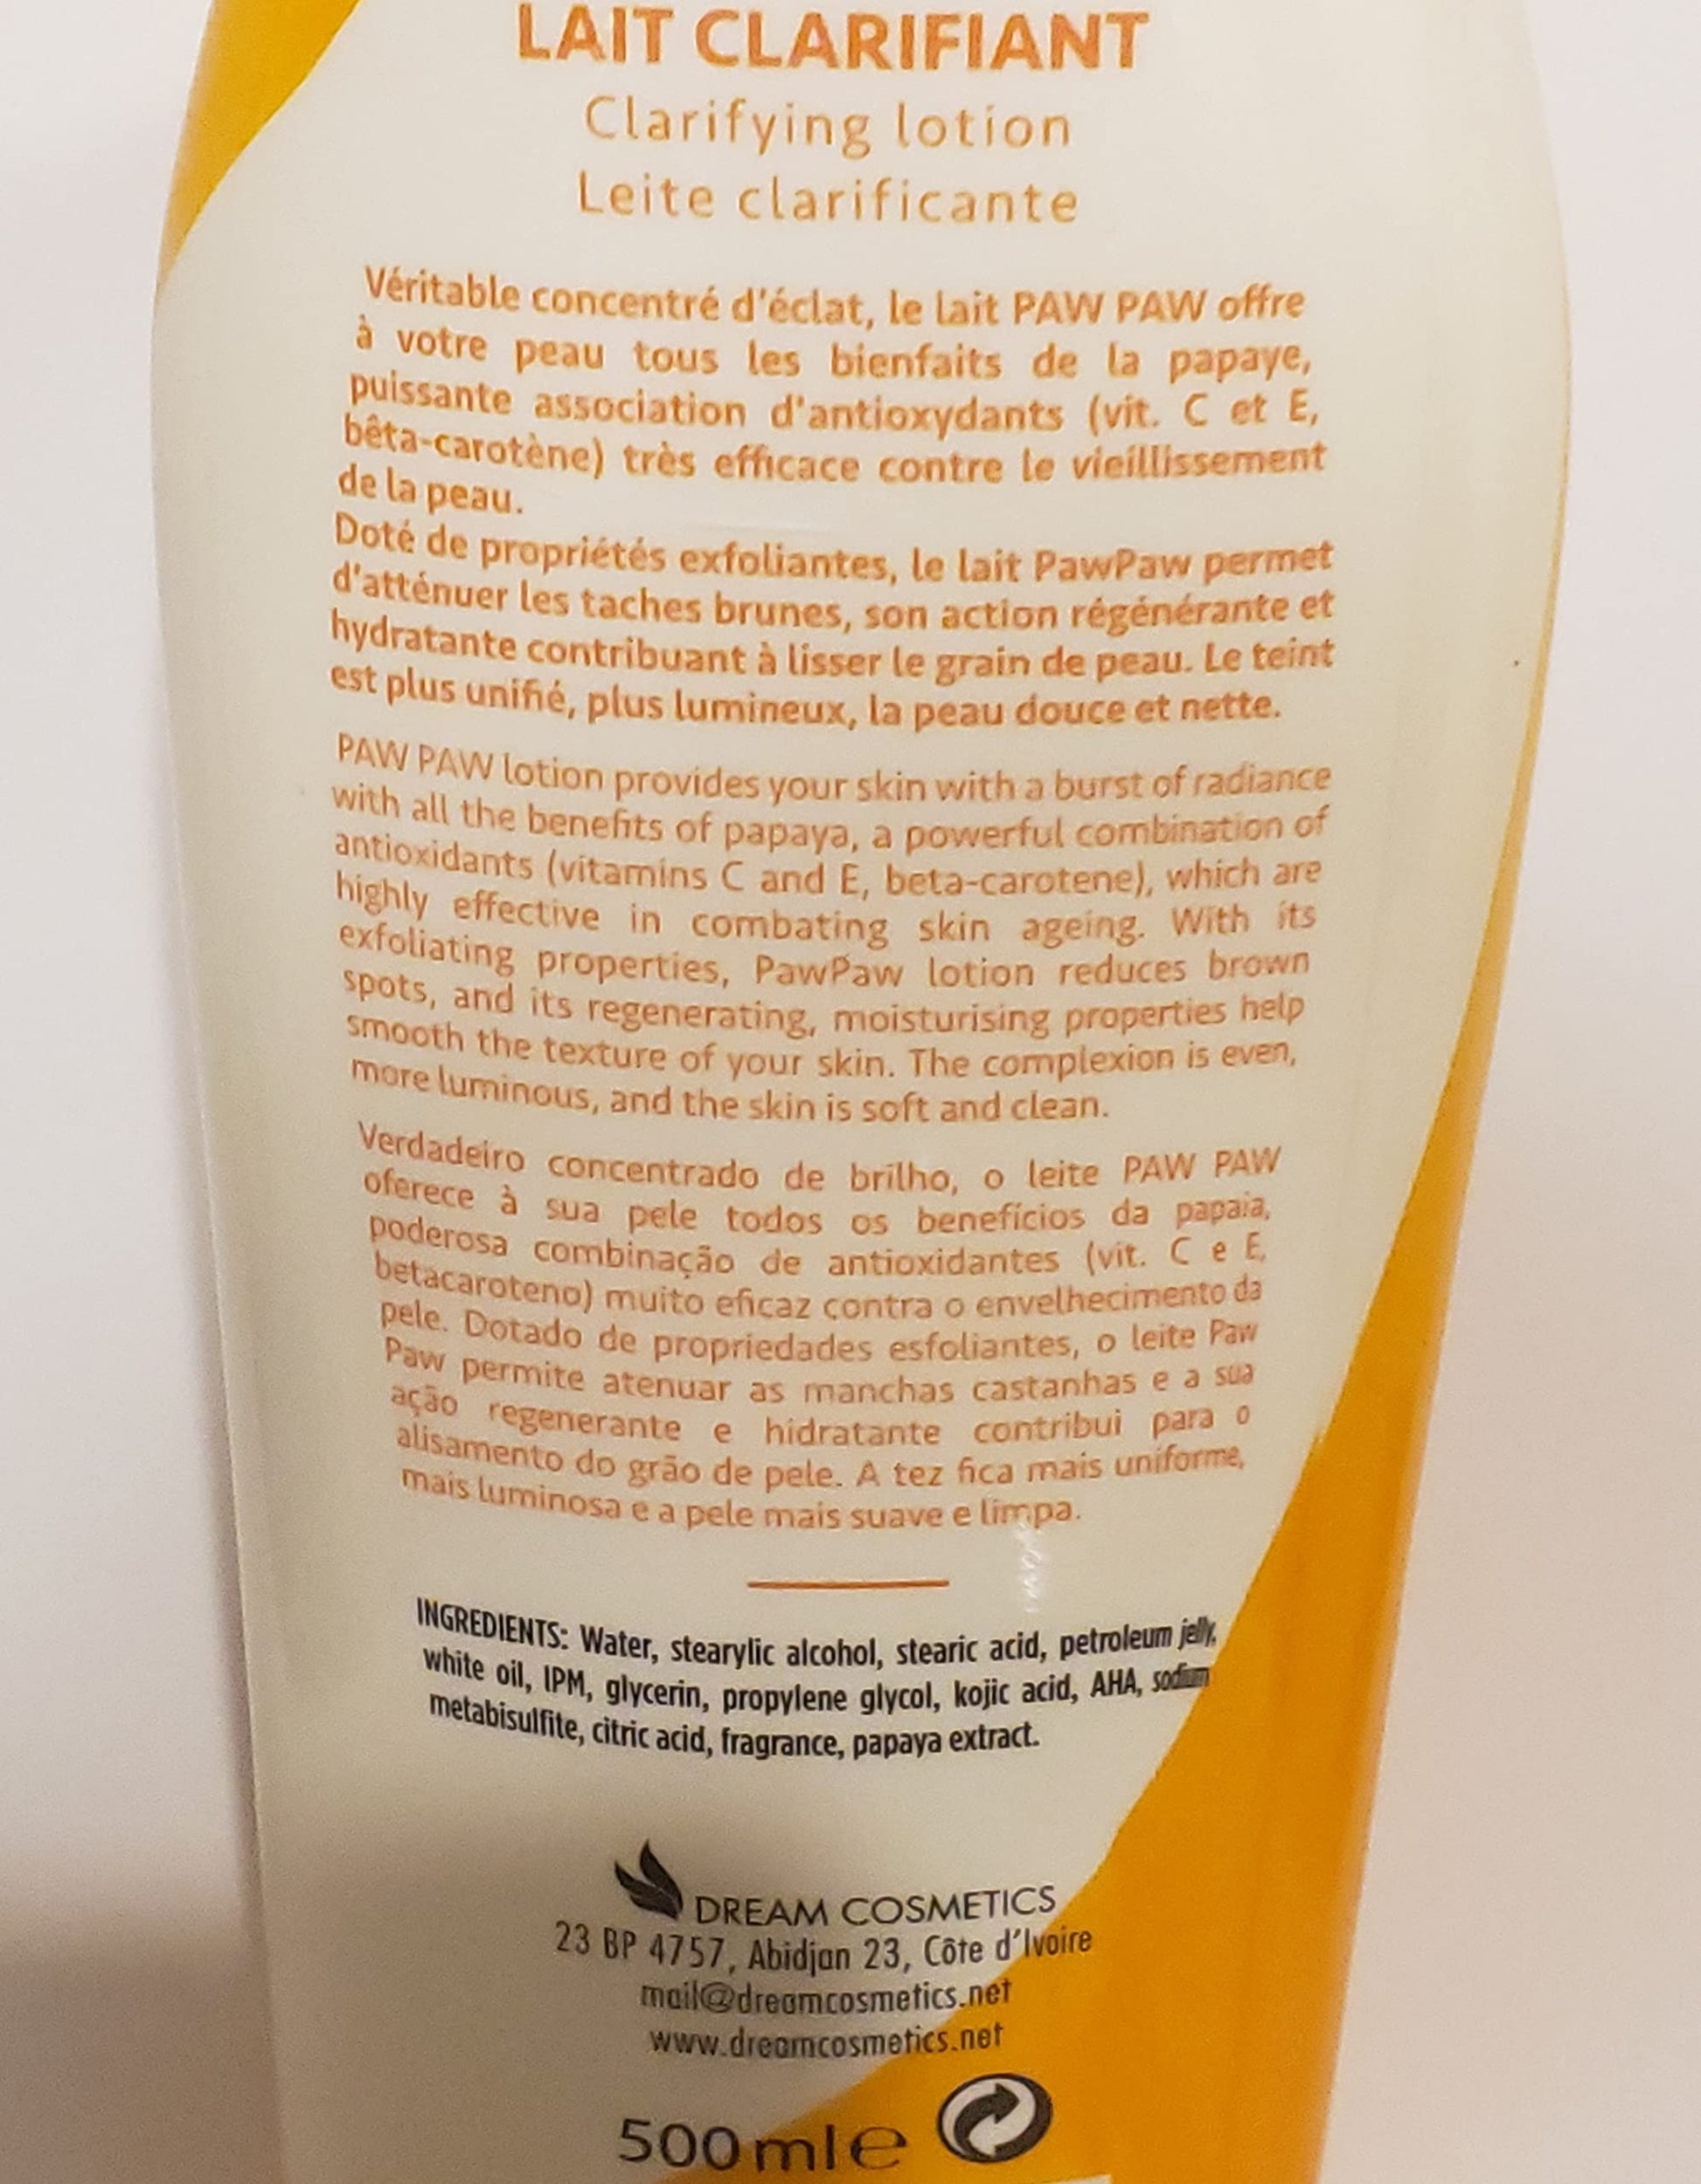 LAIT CLARIFIANT
Clarifying lotion
Leite clarificante
Véritable concentré d'éclat, le lait PAW PAW offre
à votre peau tous les bienfaits de la papaye,
puissante association d'antioxydants (vit. C et E,
bêta-carotène) très efficace contre le vieillissement
de la peau.
Doté de propriétés exfoliantes, le lait PawPaw permet
d'atténuer les taches brunes, son action régénérante et
hydratante contribuant à lisser le grain de peau. Le teint
est plus unifié, plus lumineux, la peau douce et nette.
PAW PAW lotion provides your skin with a burst of radiance
with all the benefits of papaya, a powerful combination of
antioxidants (vitamins C and E, beta-carotene), which are
highly effective in combating skin ageing. With its
exfoliating properties, PawPaw lotion reduces brown
spots, and its regenerating, moisturising properties help
smooth the texture of your skin. The complexion is even,
more luminous, and the skin is soft and clean.
Verdadeiro concentrado de brilho, o leite PAW PAW
oferece à sua pele todos os benefícios da papaia,
poderosa combinação de antioxidantes (vit. C e E,
betacaroteno) muito eficaz contra o envelhecimento da
pele. Dotado de propriedades esfoliantes, o leite Paw
Paw permite atenuar as manchas castanhas e a sua
ação regenerante e hidratante contribui para o
alisamento do grão de pele. A tez fica mais uniforme,
mais luminosa e a pele mais suave e limpa.
INGREDIENTS: Water, stearylic alcohol, stearic acid, petroleum jelly,
white oil, IPM, glycerin, propylene glycol, kojic acid, AHA, sodium
metabisulfite, citric acid, fragrance, papaya extract.
DREAM COSMETICS
23 BP 4757, Abidjan 23, Côte d'Ivoire
mail@dreamcosmetics.net
www.dreamcosmetics.net
500 ml e